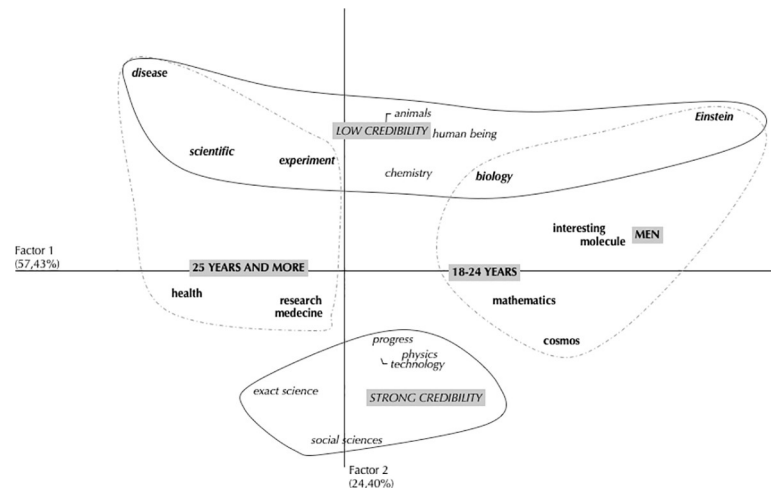 disease
animals
Einstein
LOW CREDIBILITY
human being
scientific
experiment
chemistry
biology
interesting
molecule
MEN
Factor 1
(57,43%)
25 YEARS AND MORE
18-24 YEARS
health
research
medecine
mathematics
cosmos
progress
physics
technology
exact science
STRONG CREDIBILITY
social sciences
Factor 2
(24,40%)